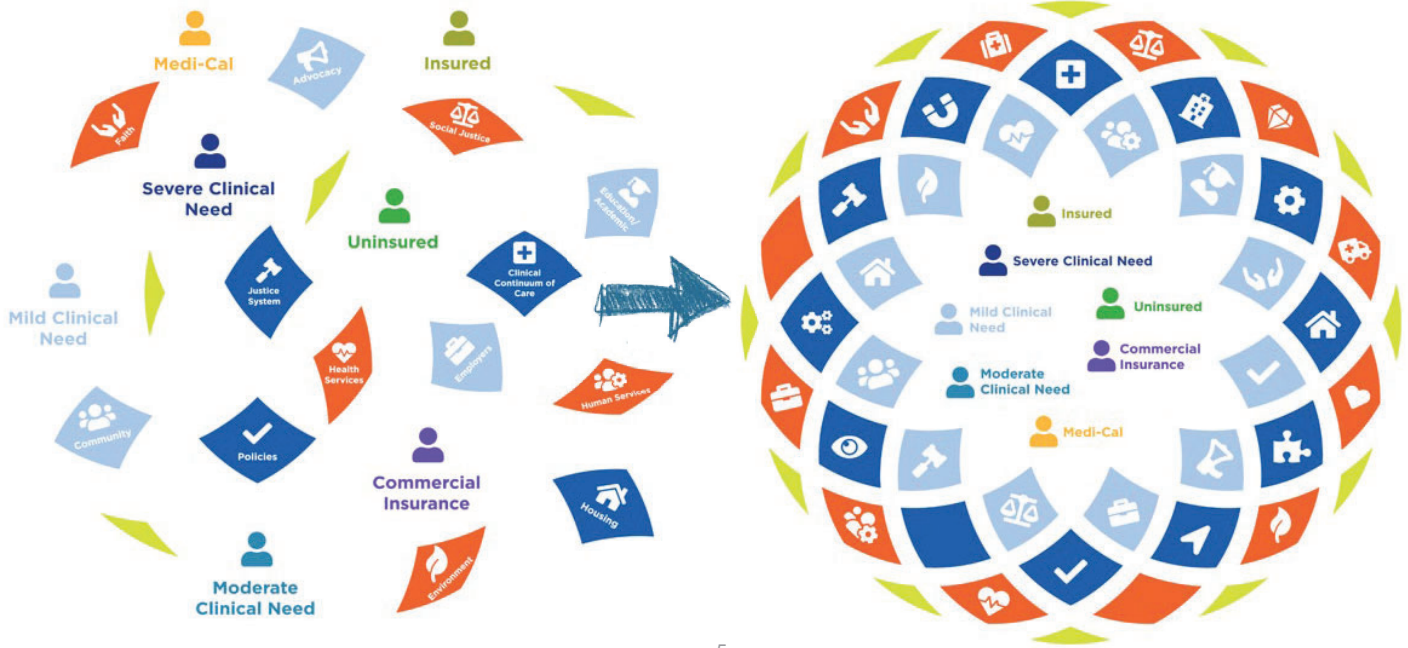 Medi-Cal
Advocacy
Insured
Faith
Social Justice
Severe Clinical
Need
Education/
Academic
Uninsured
Justice
System
Clinical
Continuum of
Care
Mild Clinical
Need
Health
Services
Employers
Human Services
Community
Policies
Commercial
Insurance
Housing
Moderate
Clinical Need
Environment
Insured
Severe Clinical Need
Mild Clinical
Need
Uninsured
Commercial
Insurance
Moderate
Clinical Need
Medi-Cal